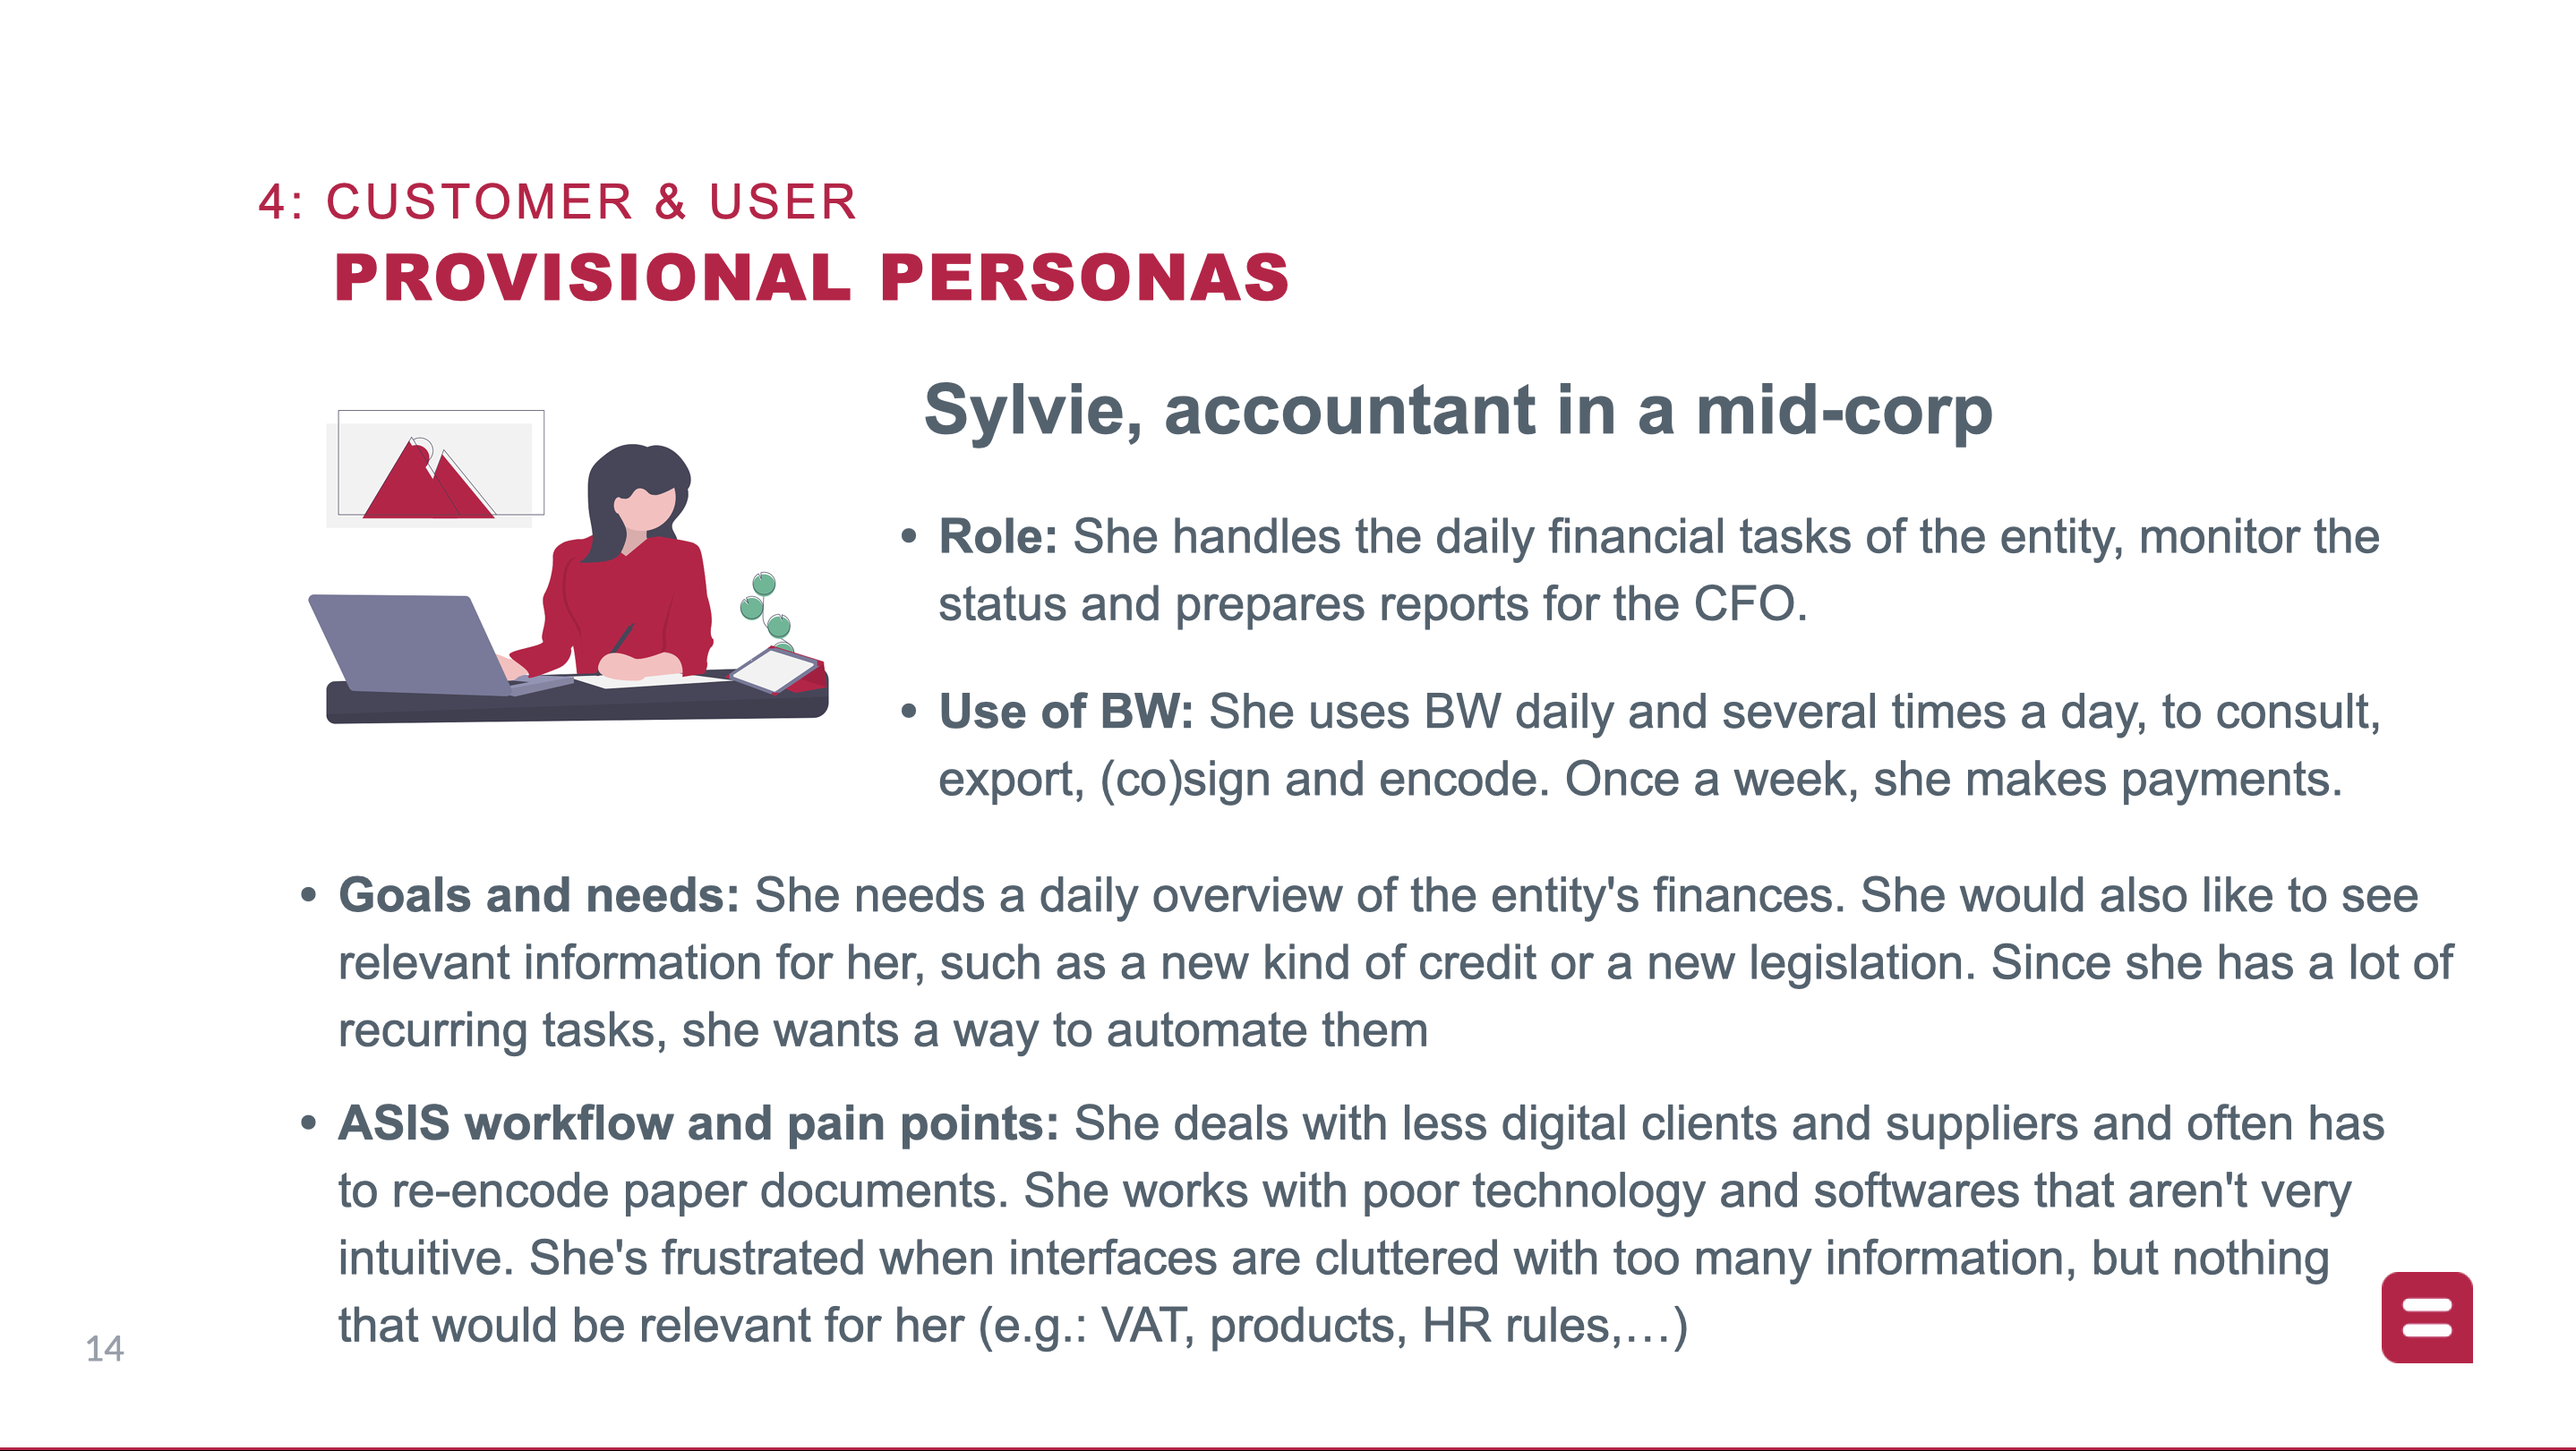 4: CUSTOMER & USER
PROVISIONAL PERSONAS
Sylvie, accountant in a mid-corp
• Role: She handles the daily financial tasks of the entity, monitor the
status and prepares reports for the CFO.
• Use of BW: She uses BW daily and several times a day, to consult,
export, (co)sign and encode. Once a week, she makes payments.
• Goals and needs: She needs a daily overview of the entity's finances. She would also like to see
relevant information for her, such as a new kind of credit or a new legislation. Since she has a lot of
recurring tasks, she wants a way to automate them
• ASIS workflow and pain points: She deals with less digital clients and suppliers and often has
to re-encode paper documents. She works with poor technology and softwares that aren't very
intuitive. She's frustrated when interfaces are cluttered with too many information, but nothing
that would be relevant for her (e.g.: VAT, products, HR rules,…)
14